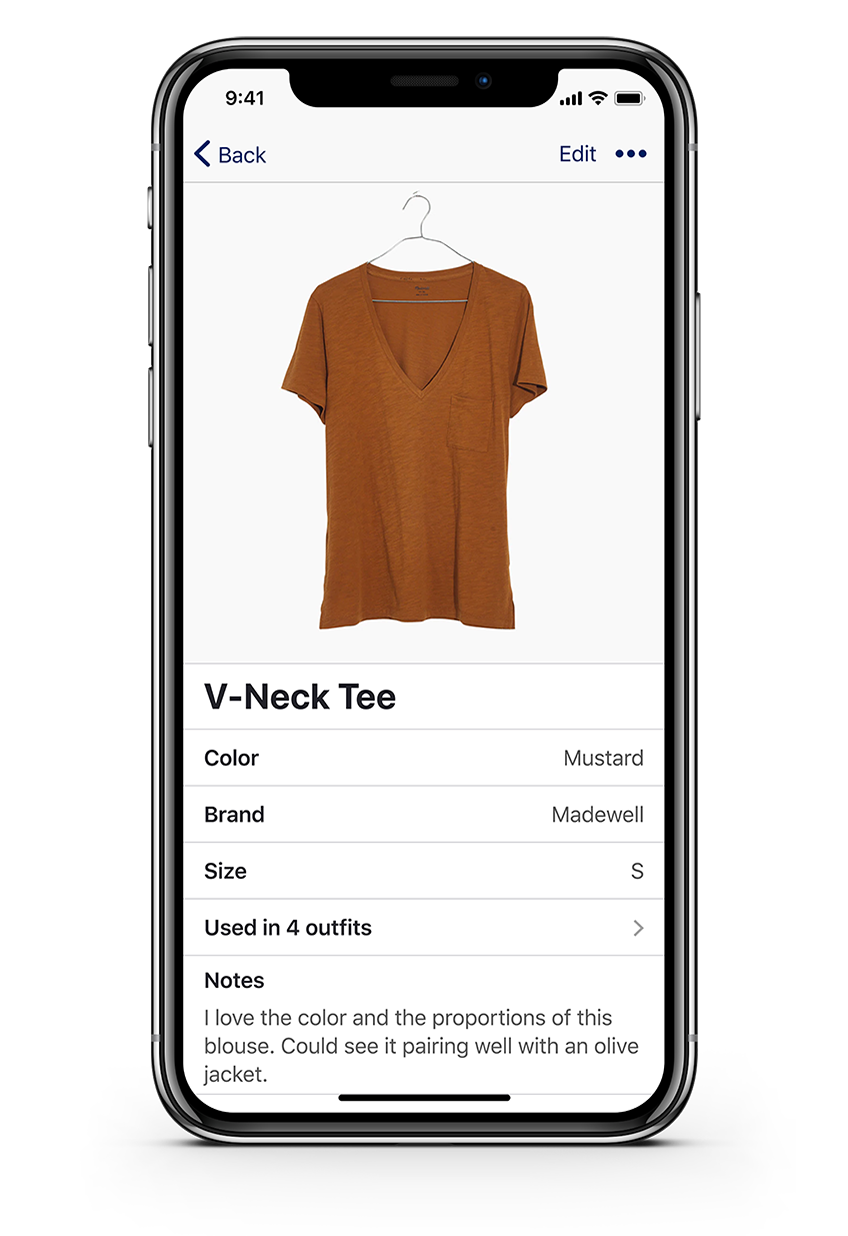 9:41
Back
Edit
V-Neck Tee
Color
Mustard
Brand
Madewell
Size
S
Used in 4 outfits
Notes
I love the color and the proportions of this
blouse. Could see it pairing well with an olive
jacket.